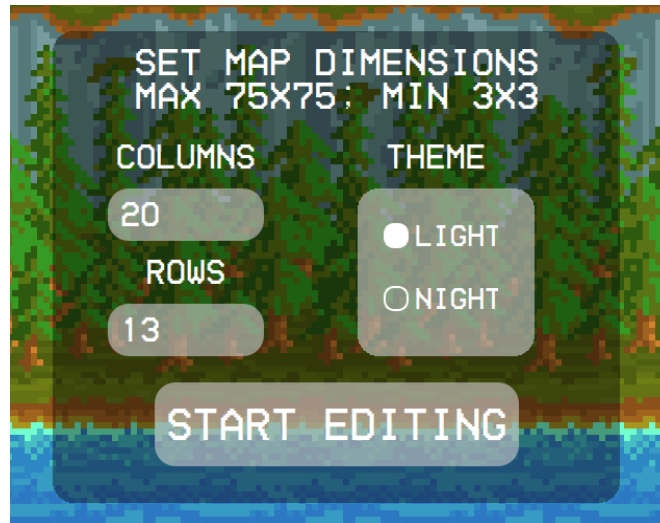 SET MAP DIMENSIONS
MAX 75X75; MIN 3X3
COLUMNS
20
ROWS
13
THEME
LIGHT
NIGHT
START EDITING